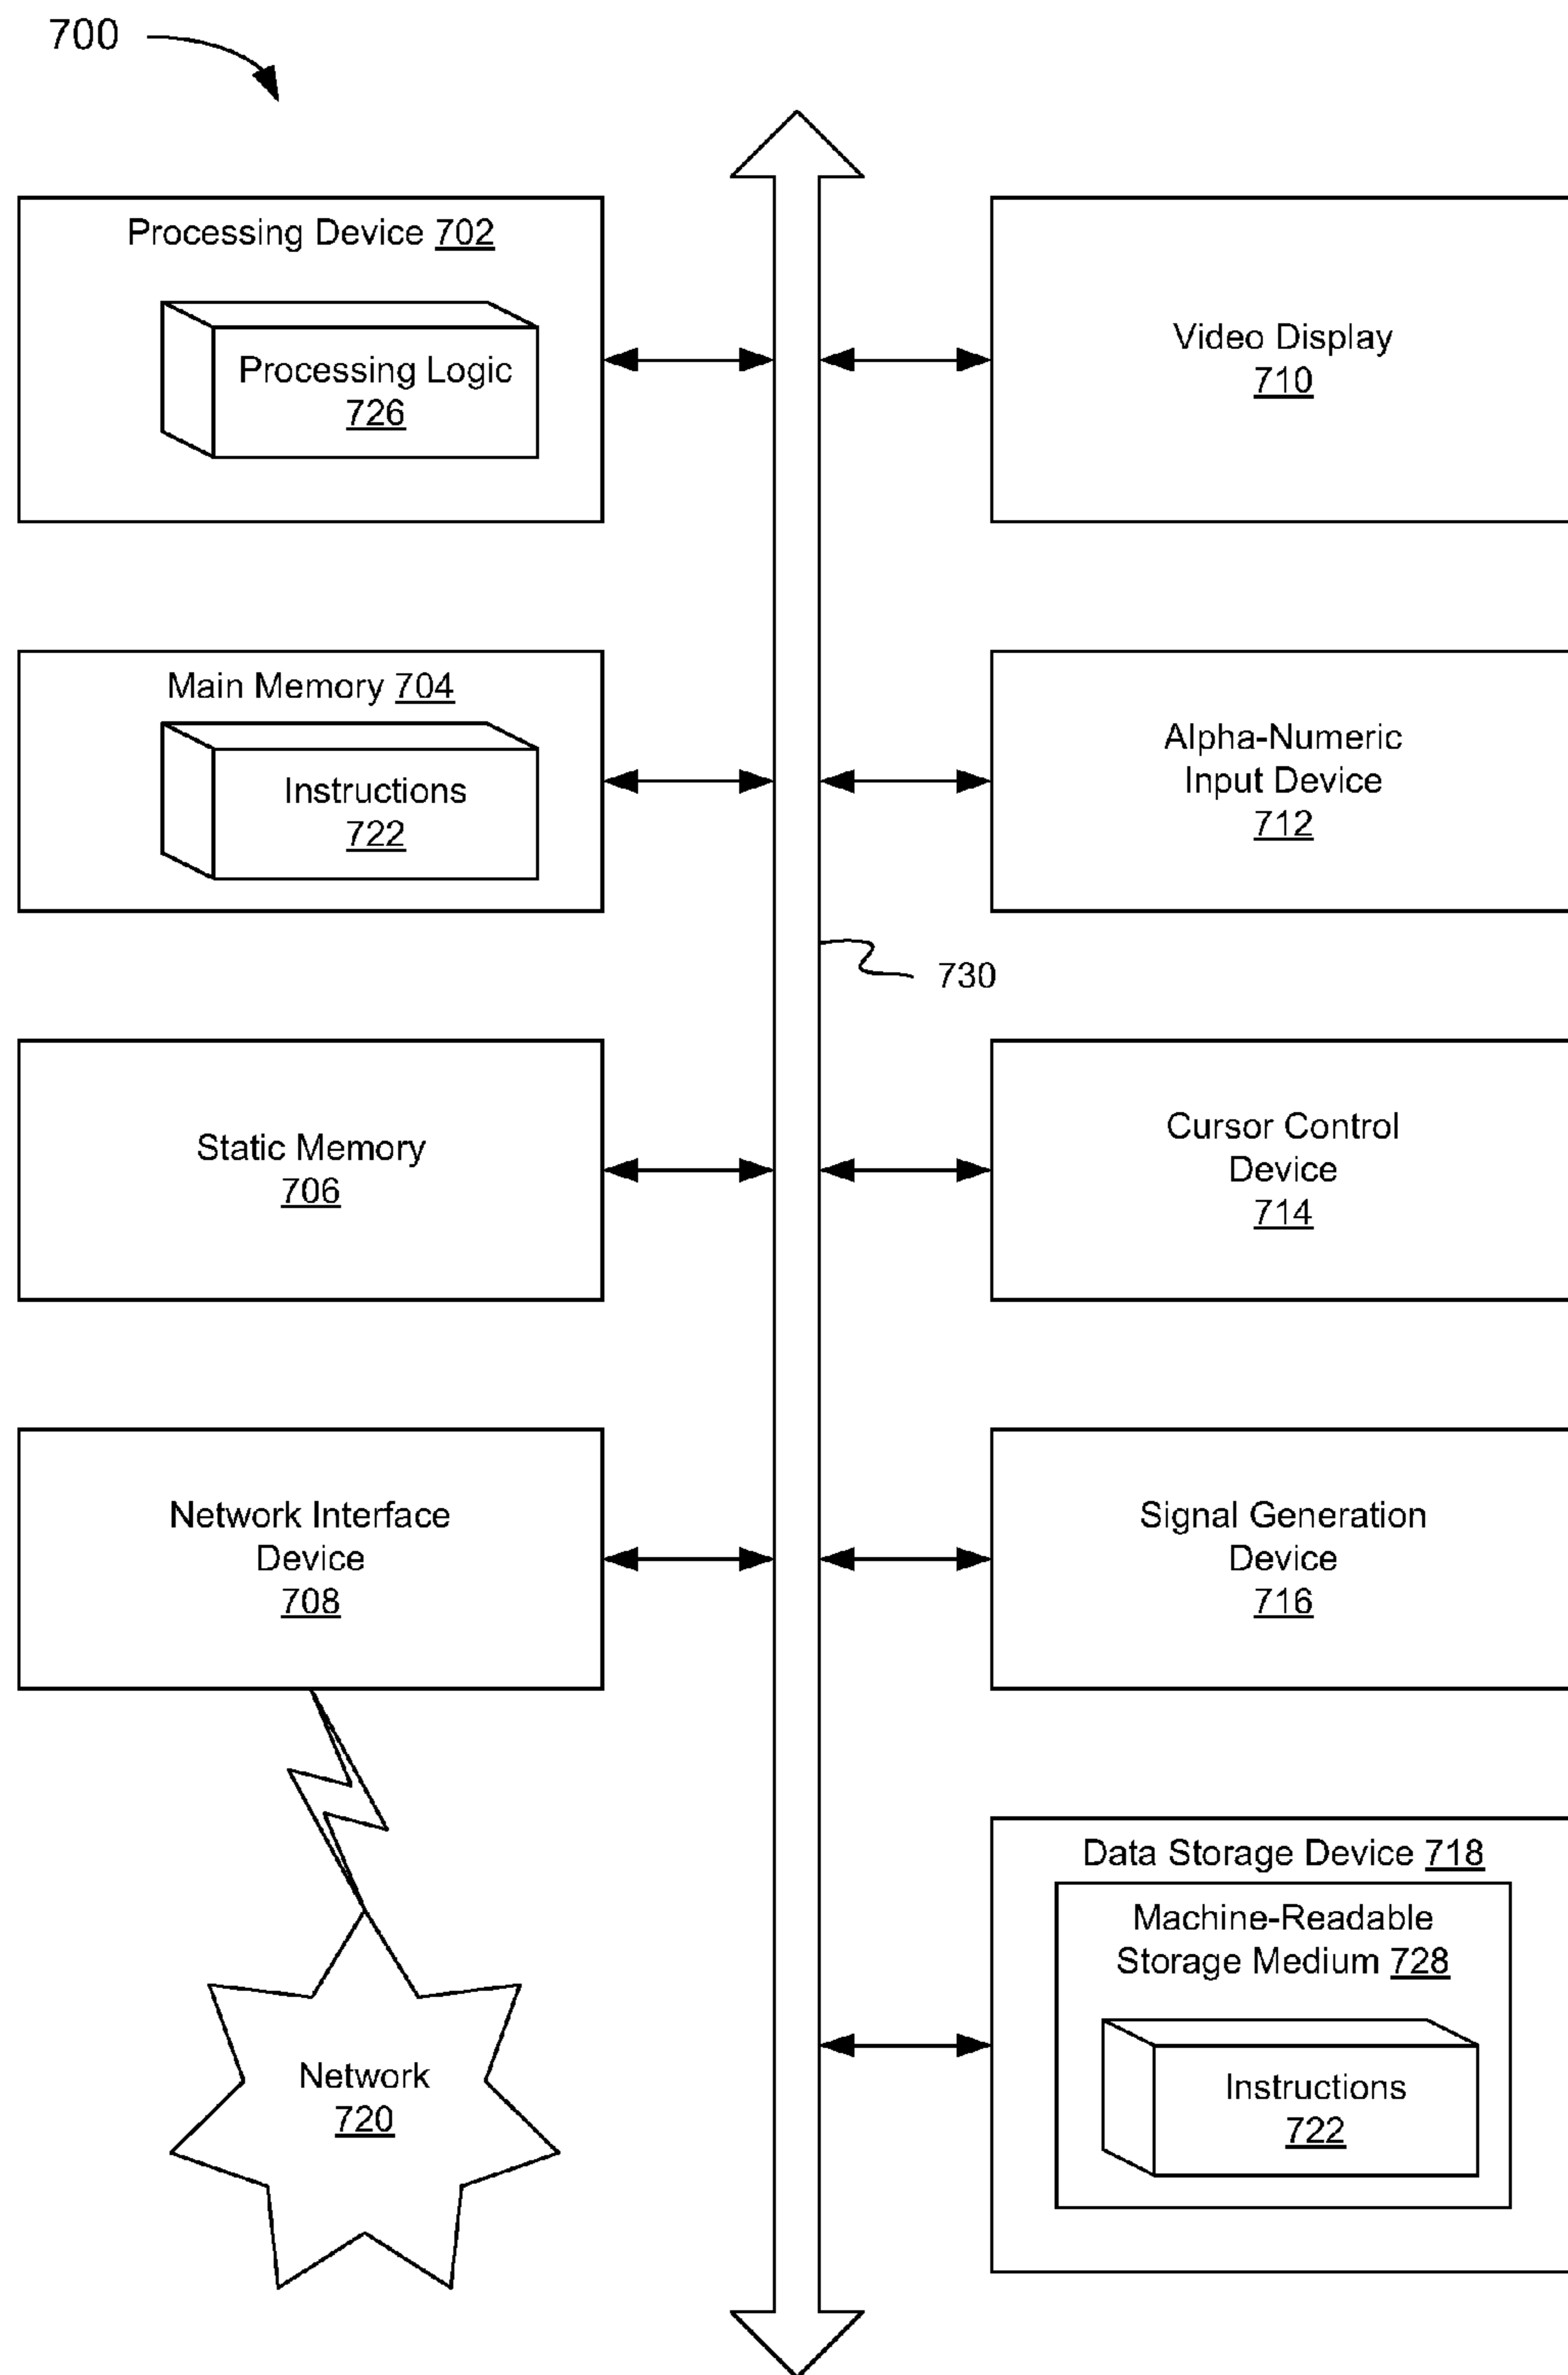 700
Processing Device 702
Processing Logic
726
Video Display
710
Main Memory 704
Instructions
722
Alpha-Numeric
Input Device
712
730
Static Memory
706
Cursor Control
Device
714
Network Interface
Device
708
Signal Generation
Device
716
Data Storage Device 718
Machine-Readable
Storage Medium 728
Instructions
722
Network
720